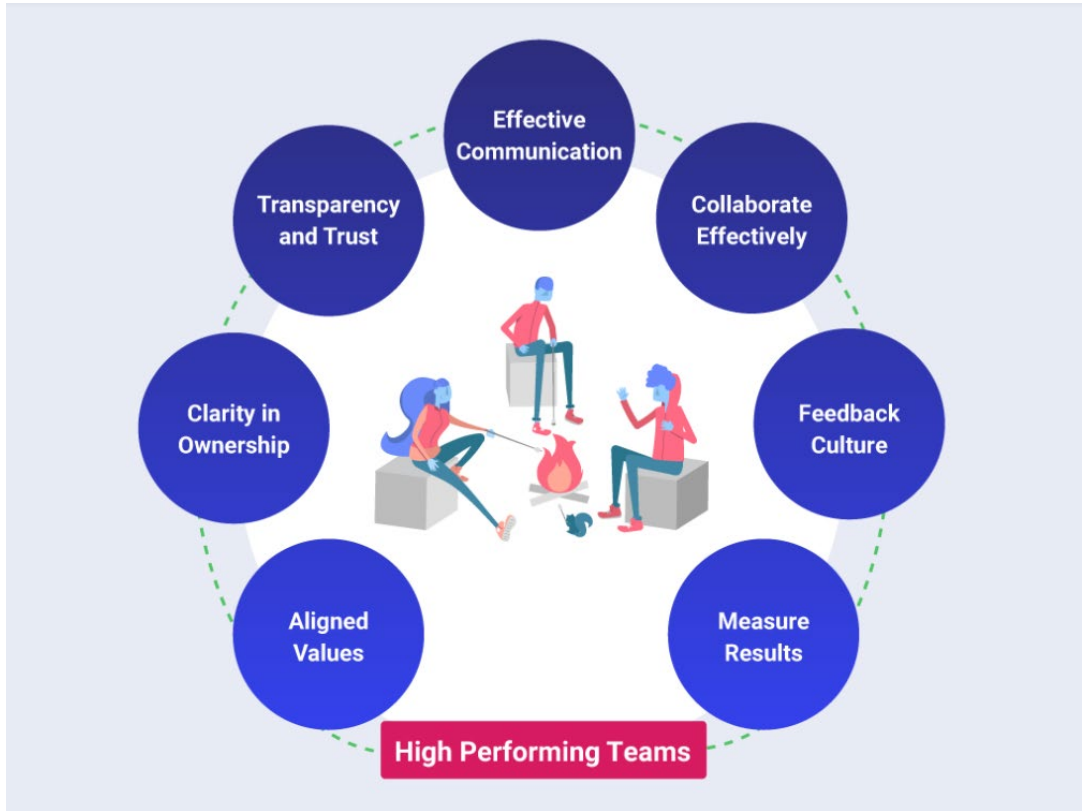 Effective
Communication
Transparency
and Trust
Collaborate
Effectively
Clarity in
Ownership
Feedback
Culture
Aligned
Values
Measure
Results
High Performing Teams